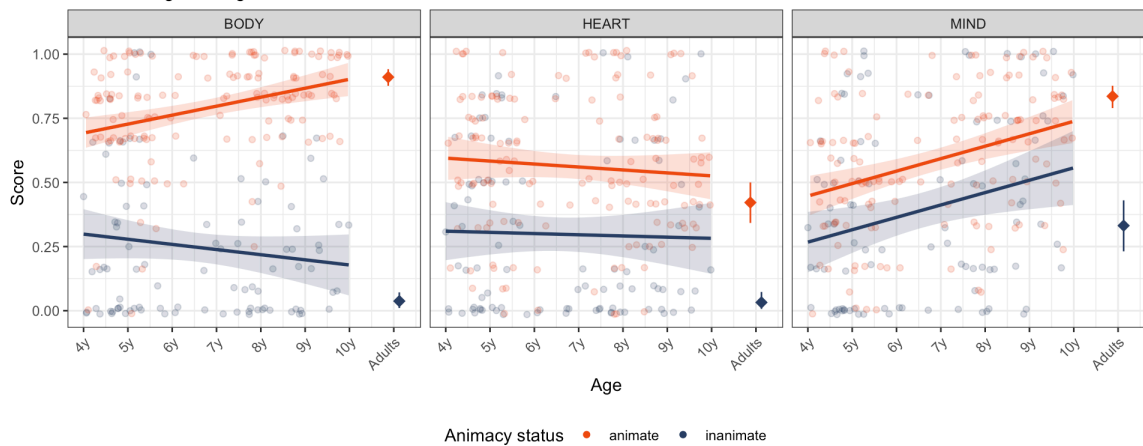 BODY
HEART
MIND
Score
1.00
0.75
0.50
0.25
0.00
4y 5y 6y 7y 8y 9y 10y Adults
4y 5y 6y 7y 8y 9y 10y Adults
4y 5y 6y 7y 8y 9y 10y Adults
Age
Animacy status animate inanimate